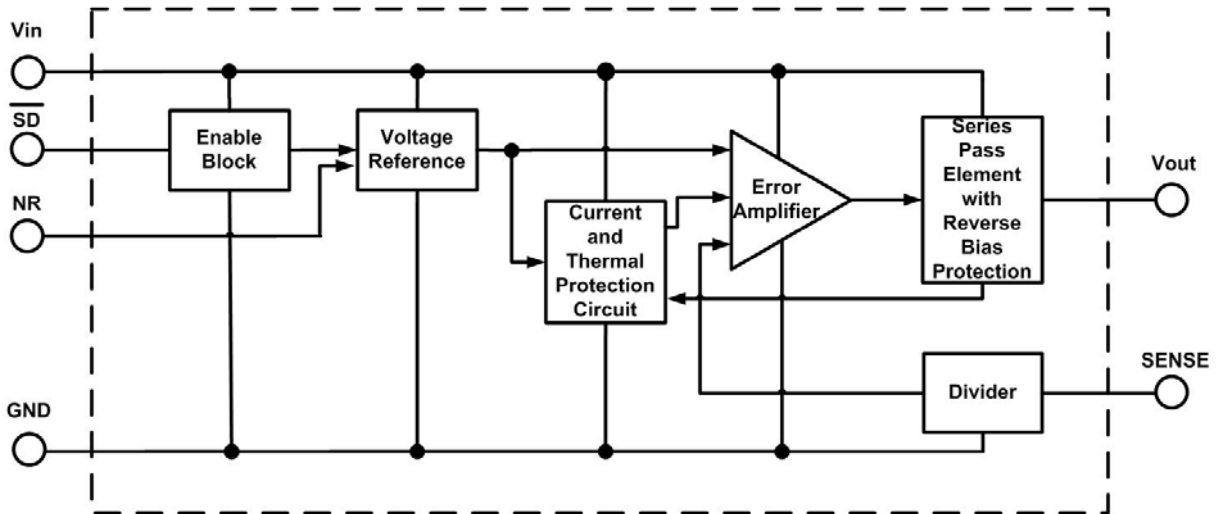 Vin
SD
NR
GND
Enable
Block
Voltage
Reference
Current
and
Thermal
Protection
Circuit
Error
Amplifier
Series
Pass
Element
with
Reverse
Bias
Protection
Divider
Vout
SENSE